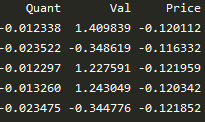 Quant Val Price
-0.012338 1.409839 -0.120112
-0.023522 -0.348619 -0.116332
-0.012297 1.227591 -0.121959
-0.013260 1.243049 -0.120342
-0.023475 -0.344776 -0.121852